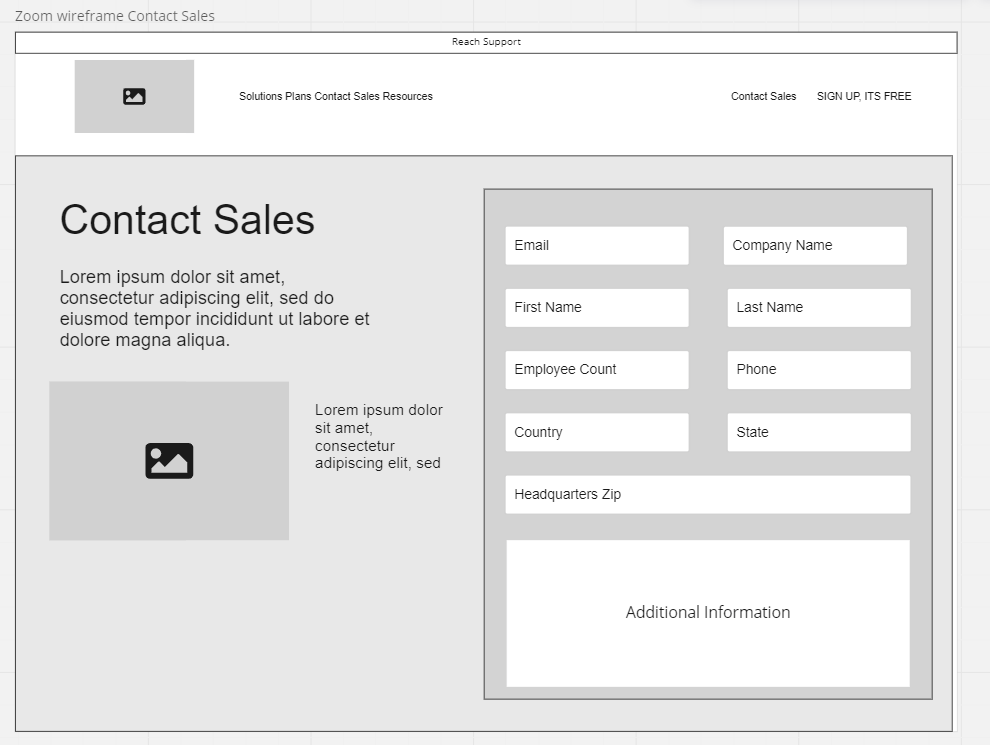 Zoom wireframe Contact Sales
Reach Support
Solutions Plans Contact Sales Resources
Contact Sales
SIGN UP, ITS FREE
Contact Sales
Lorem ipsum dolor sit amet,
consectetur adipiscing elit, sed do
eiusmod tempor incididunt ut labore et
dolore magna aliqua.
Lorem ipsum dolor
sit amet,
consectetur
adipiscing elit, sed
Email
Company Name
First Name
Last Name
Employee Count
Phone
Country
State
Headquarters Zip
Additional Information